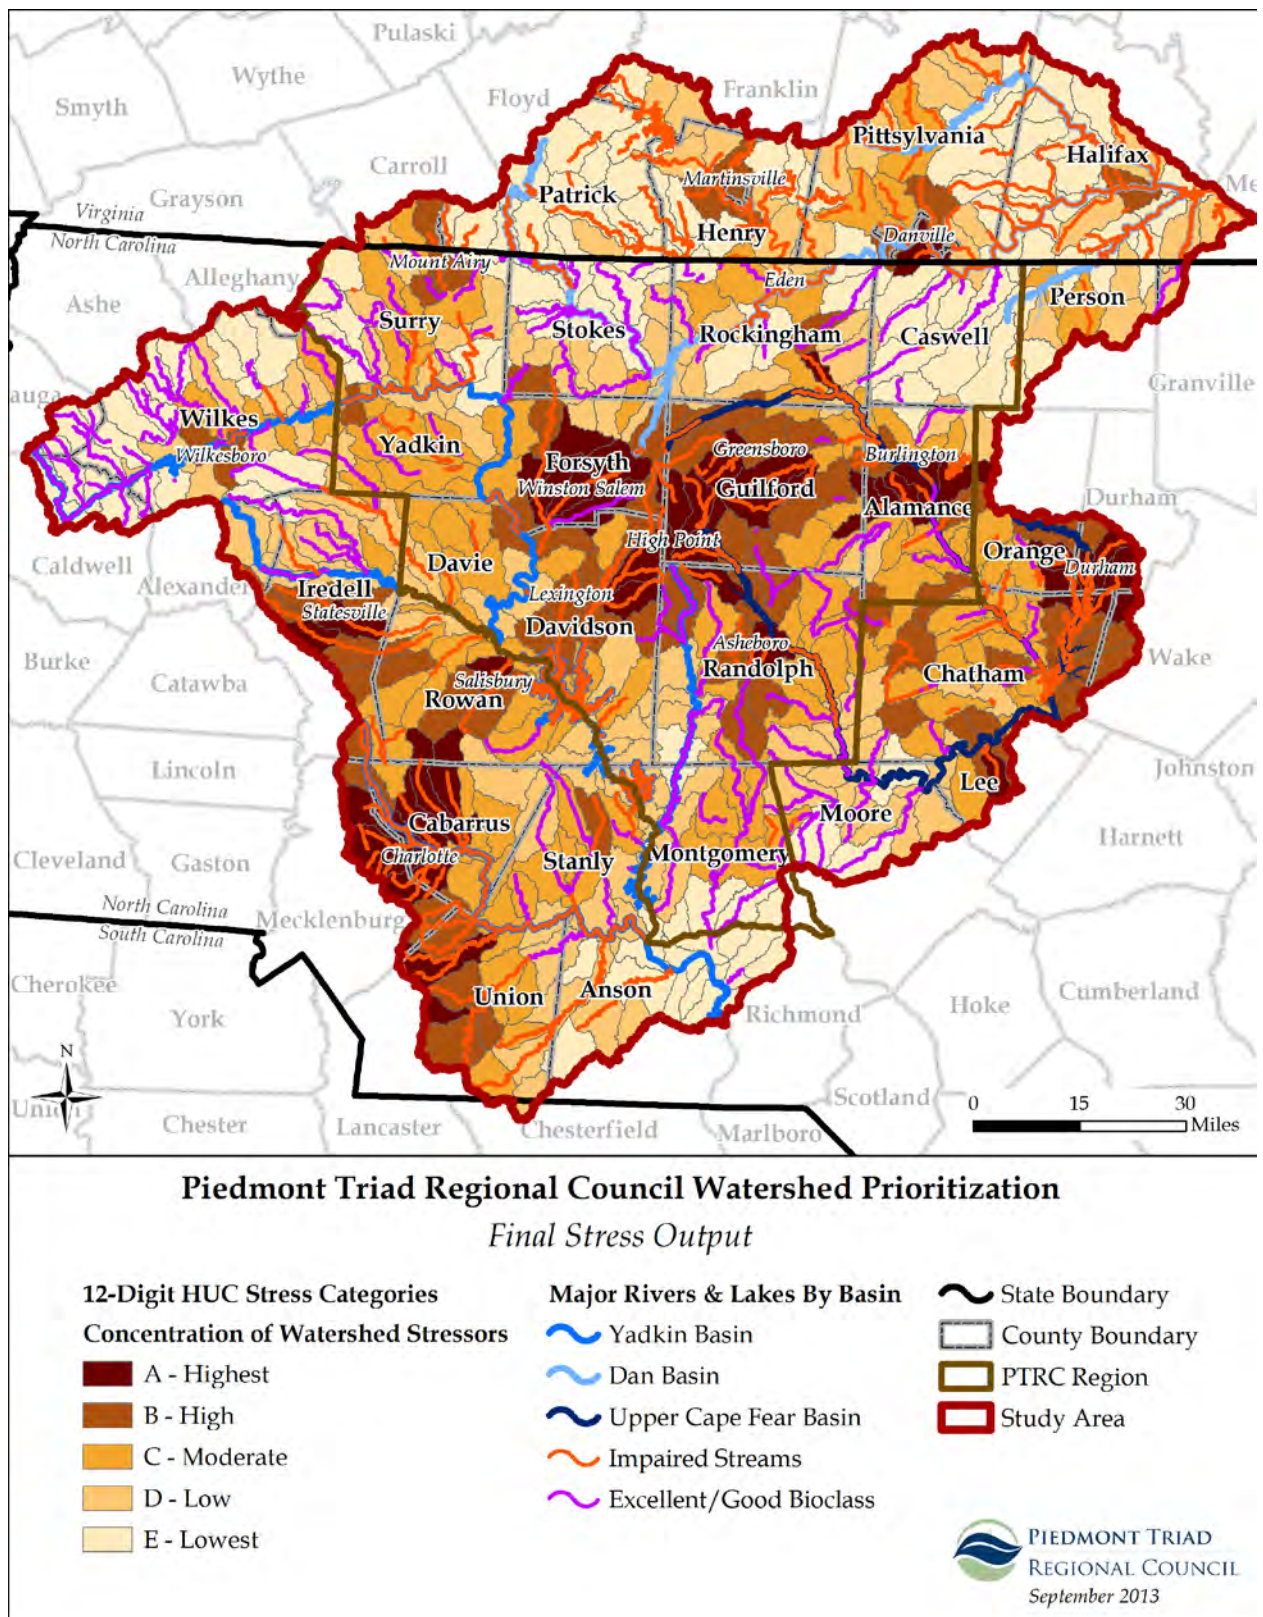 Pulaski
Wythe
Smyth
Floyd
Franklin
Pittsylvania
Halifax
Carroll
Grayson
Martinsville
Patrick
Henry
Virginia
North Carolina
Danville
Mount Airy
Alleghany
Eden
Ashe
Person
Surry
Stokes
Rockingham
Caswell
Granville
Wilkes
Yadkin
Wilkesboro
Greensboro
Burlington
Forsyth
Winston Salem
Guilford
Durham
Alamance
High Point
Orange
Durham
Caldwell
Alexander
Davie
Iredell
Statesville
Lexington
Davidson
Asheboro
Randolph
Burke
Wake
Catawba
Salisbury
Rowan
Chatham
Lincoln
Johnston
Lee
Moore
Cabarrus
Harnett
Cleveland
Gaston
Charlotte
Stanly
Montgomery
North Carolina
South Carolina
Mecklenburg
Cherokee
York
Union
Anson
Richmond
Hoke
Cumberland
N
Union
Chester
Lancaster
Chesterfield
Marlboro
Scotland
0 15 30
Miles
Piedmont Triad Regional Council Watershed Prioritization
Final Stress Output
12-Digit HUC Stress Categories
Concentration of Watershed Stressors
A - Highest
B - High
C - Moderate
D - Low
E - Lowest
Major Rivers & Lakes By Basin
Yadkin Basin
Dan Basin
Upper Cape Fear Basin
Impaired Streams
Excellent/Good Bioclass
State Boundary
County Boundary
PTRC Region
Study Area
PIEDMONT TRIAD
REGIONAL COUNCIL
September 2013